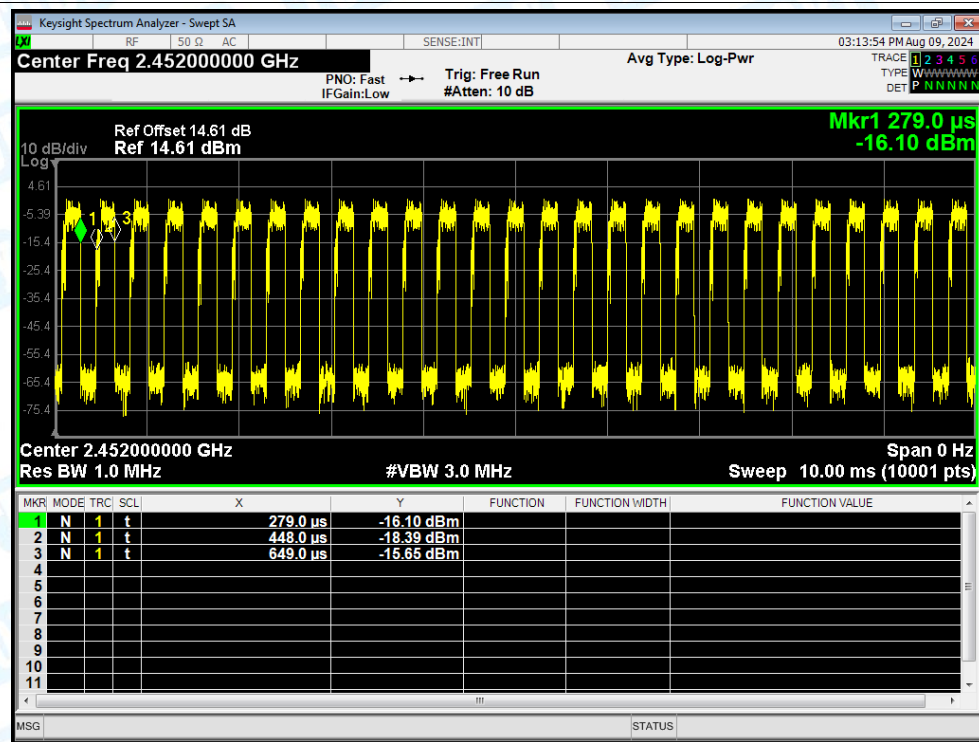 Keysight Spectrum Analyzer - Swept SA
LXI RF 50 Ω AC SENSE:INT 03:13:54 PM Aug 09, 2024
Center Freq 2.452000000 GHz Avg Type: Log-Pwr TRACE 1 2 3 4 5 6
PNO: Fast Trig: Free Run TYPE WWWWWW
IFGain:Low #Atten: 10 dB DET P N N N N N
Mkr1 279.0 µs
Ref Offset 14.61 dB
10 dB/div Ref 14.61 dBm -16.10 dBm
Log
4.61
-5.39
-15.4
-25.4
-35.4
-45.4
-55.4
-65.4
-75.4
1 2 3
Center 2.452000000 GHz Span 0 Hz
Res BW 1.0 MHz #VBW 3.0 MHz Sweep 10.00 ms (10001 pts)
MKR MODE TRC SCL X Y FUNCTION FUNCTION WIDTH FUNCTION VALUE
1 N 1 t 279.0 µs -16.10 dBm
2 N 1 t 448.0 µs -18.39 dBm
3 N 1 t 649.0 µs -15.65 dBm
4
5
6
7
8
9
10
11
MSG STATUS